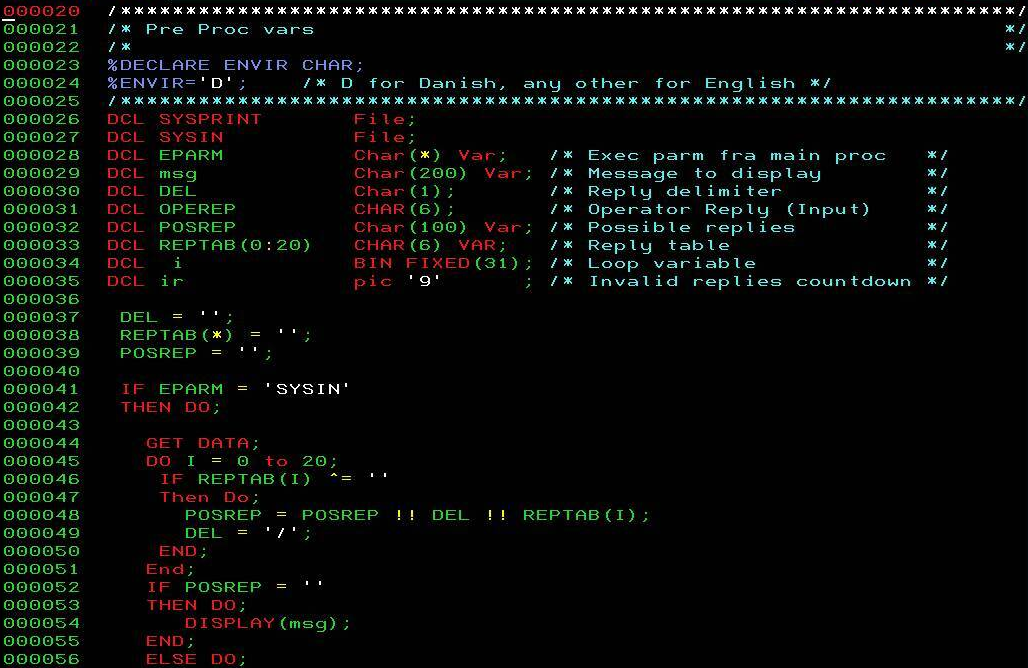 000020  /*********************************************************************/
000021  /* Pre Proc vars                                                     */
000022  /*                                                                   */
000023  %DECLARE ENVIR CHAR;
000024  %ENVIR='D';    /* D for Danish, any other for English */
000025  /*********************************************************************/
000026  DCL SYSPRINT       File;
000027  DCL SYSIN          File;
000028  DCL EPARM          Char(*) Var;   /* Exec parm fra main proc   */
000029  DCL msg            Char(200) Var; /* Message to display        */
000030  DCL DEL            Char(1);       /* Reply delimiter           */
000031  DCL OPEREP         CHAR(6);       /* Operator Reply (Input)    */
000032  DCL POSREP         Char(100) Var; /* Possible replies          */
000033  DCL REPTAB(0:20)   CHAR(6) VAR;   /* Reply table               */
000034  DCL  i             BIN FIXED(31); /* Loop variable             */
000035  DCL ir             pic '9'      ; /* Invalid replies countdown */
000036
000037   DEL = '';
000038   REPTAB(*) = '';
000039   POSREP = '';
000040
000041   IF EPARM = 'SYSIN'
000042   THEN DO;
000043
000044     GET DATA;
000045     DO I = 0 to 20;
000046      IF REPTAB(I) ^= ''
000047      Then Do;
000048        POSREP = POSREP !! DEL !! REPTAB(I);
000049        DEL = '/';
000050      END;
000051     End;
000052     IF POSREP = ''
000053     THEN DO;
000054        DISPLAY(msg);
000055     END;
000056     ELSE DO;